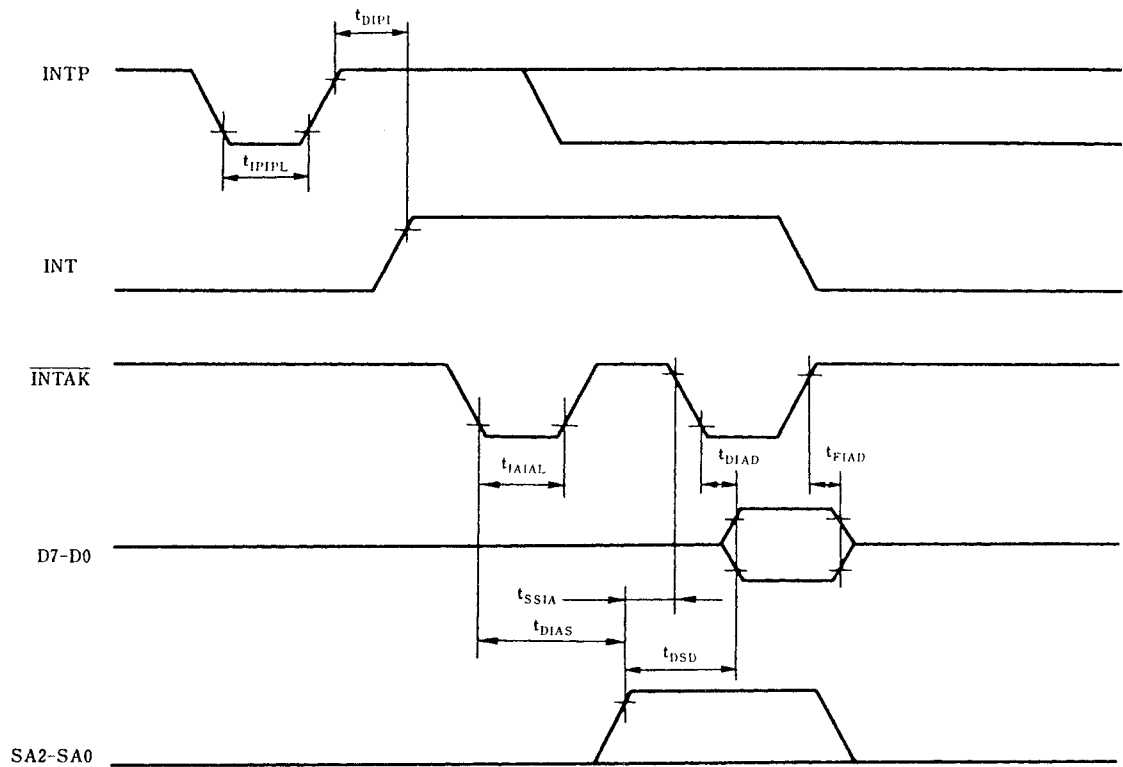 tDIPI
INTP
tIPIPL
INT
INTAK
tIAIAL
tDIAD
tFIAD
D7-D0
tSSIA
tDIAS
tDSD
SA2-SA0